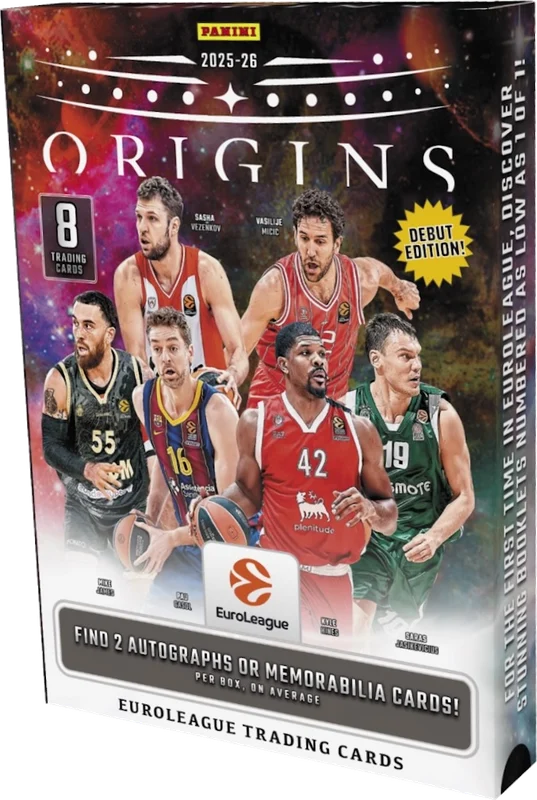 PANINI
2025-26
ORIGINS
8
TRADING
CARDS
SASHA
VEZENKOV
VASILIJE
MICIC
DEBUT
EDITION!
55
16
Assistència
42
plenitude
19
EuroLeague
MIKE
JAMES
PAU
GASOL
KYLE
HINES
SARAS
JASIKEVICIUS
FIND 2 AUTOGRAPHS OR MEMORABILIA CARDS!
PER BOX, ON AVERAGE
EUROLEAGUE TRADING CARDS
FOR THE FIRST TIME IN EUROLEAGUE, DISCOVER
STUNNING BOOKLETS NUMBERED AS LOW AS 1 OF 1!